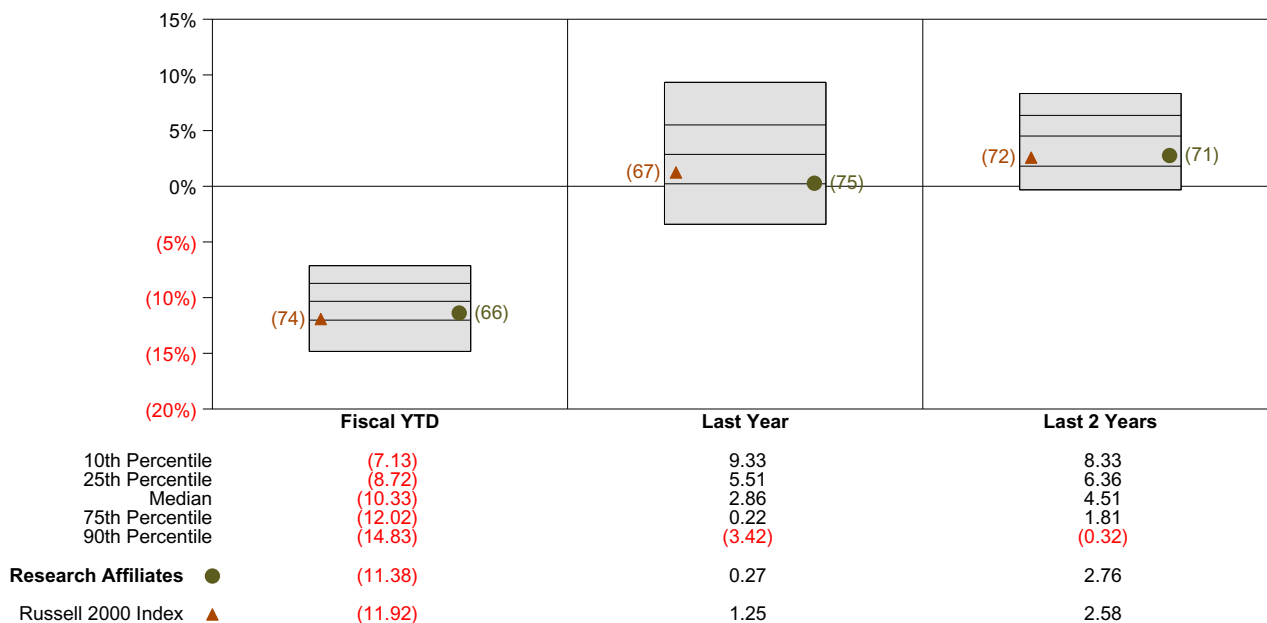 15%
10%
5%
0%
(5%)
(10%)
(15%)
(20%)
(74)
(66)
(67)
(75)
(72)
(71)
Fiscal YTD Last Year Last 2 Years
10th Percentile (7.13) 9.33 8.33
25th Percentile (8.72) 5.51 6.36
Median (10.33) 2.86 4.51
75th Percentile (12.02) 0.22 1.81
90th Percentile (14.83) (3.42) (0.32)
Research Affiliates (11.38) 0.27 2.76
Russell 2000 Index (11.92) 1.25 2.58